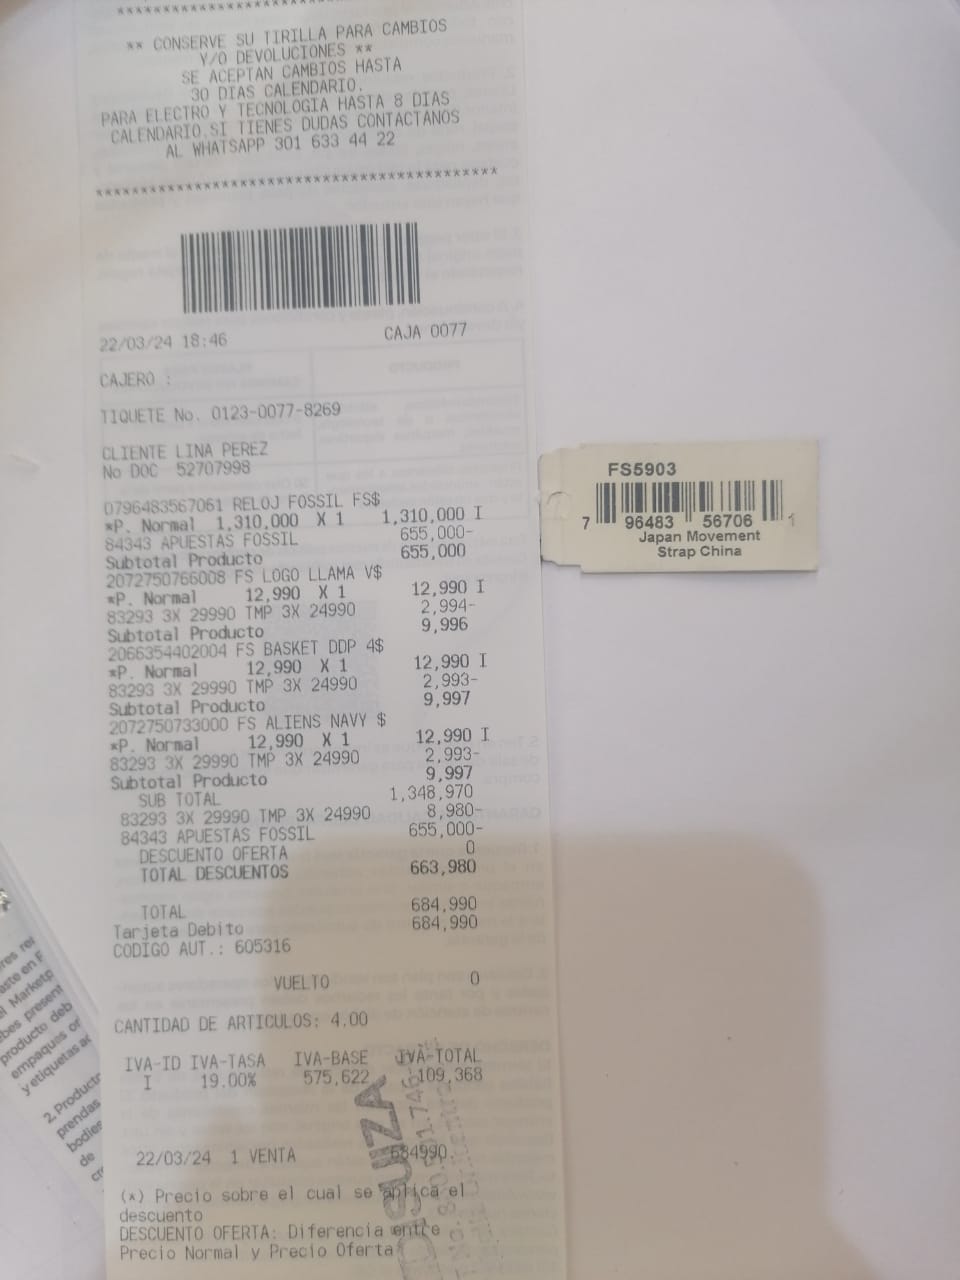 ********************************************
** CONSERVE SU TIRILLA PARA CAMBIOS
Y/O DEVOLUCIONES **
SE ACEPTAN CAMBIOS HASTA
30 DIAS CALENDARIO.
PARA ELECTRO Y TECNOLOGIA HASTA 8 DIAS
CALENDARIO.SI TIENES DUDAS CONTACTANOS
AL WHATSAPP 301 633 44 22
********************************************
22/03/24 18:46 CAJA 0077
CAJERO :
TIQUETE No. 0123-0077-8269
CLIENTE LINA PEREZ
No DOC 52707998
0796483567061 RELOJ FOSSIL FS$
*P. Normal 1,310,000 X 1 1,310,000 I
84343 APUESTAS FOSSIL 655,000-
Subtotal Producto 655,000
2072750766008 FS LOGO LLAMA V$
*P. Normal 12,990 X 1 12,990 I
83293 3X 29990 TMP 3X 24990 2,994-
Subtotal Producto 9,996
2066354402004 FS BASKET DDP 4$
*P. Normal 12,990 X 1 12,990 I
83293 3X 29990 TMP 3X 24990 2,993-
Subtotal Producto 9,997
2072750733000 FS ALIENS NAVY $
*P. Normal 12,990 X 1 12,990 I
83293 3X 29990 TMP 3X 24990 2,993-
Subtotal Producto 9,997
SUB TOTAL 1,348,970
83293 3X 29990 TMP 3X 24990 8,980-
84343 APUESTAS FOSSIL 655,000-
DESCUENTO OFERTA 0
TOTAL DESCUENTOS 663,980
TOTAL 684,990
Tarjeta Debito 684,990
CODIGO AUT.: 605316
VUELTO 0
CANTIDAD DE ARTICULOS: 4.00
IVA-ID IVA-TASA IVA-BASE IVA-TOTAL
I 19.00% 575,622 109,368
22/03/24 1 VENTA 684990
(*) Precio sobre el cual se aplica el
descuento
DESCUENTO OFERTA: Diferencia entre
Precio Normal y Precio Oferta
FS5903
7 96483 56706 1
Japan Movement
Strap China
producto deb
empaques or
y etiquetas
2. Producto
prendas
bodies
de